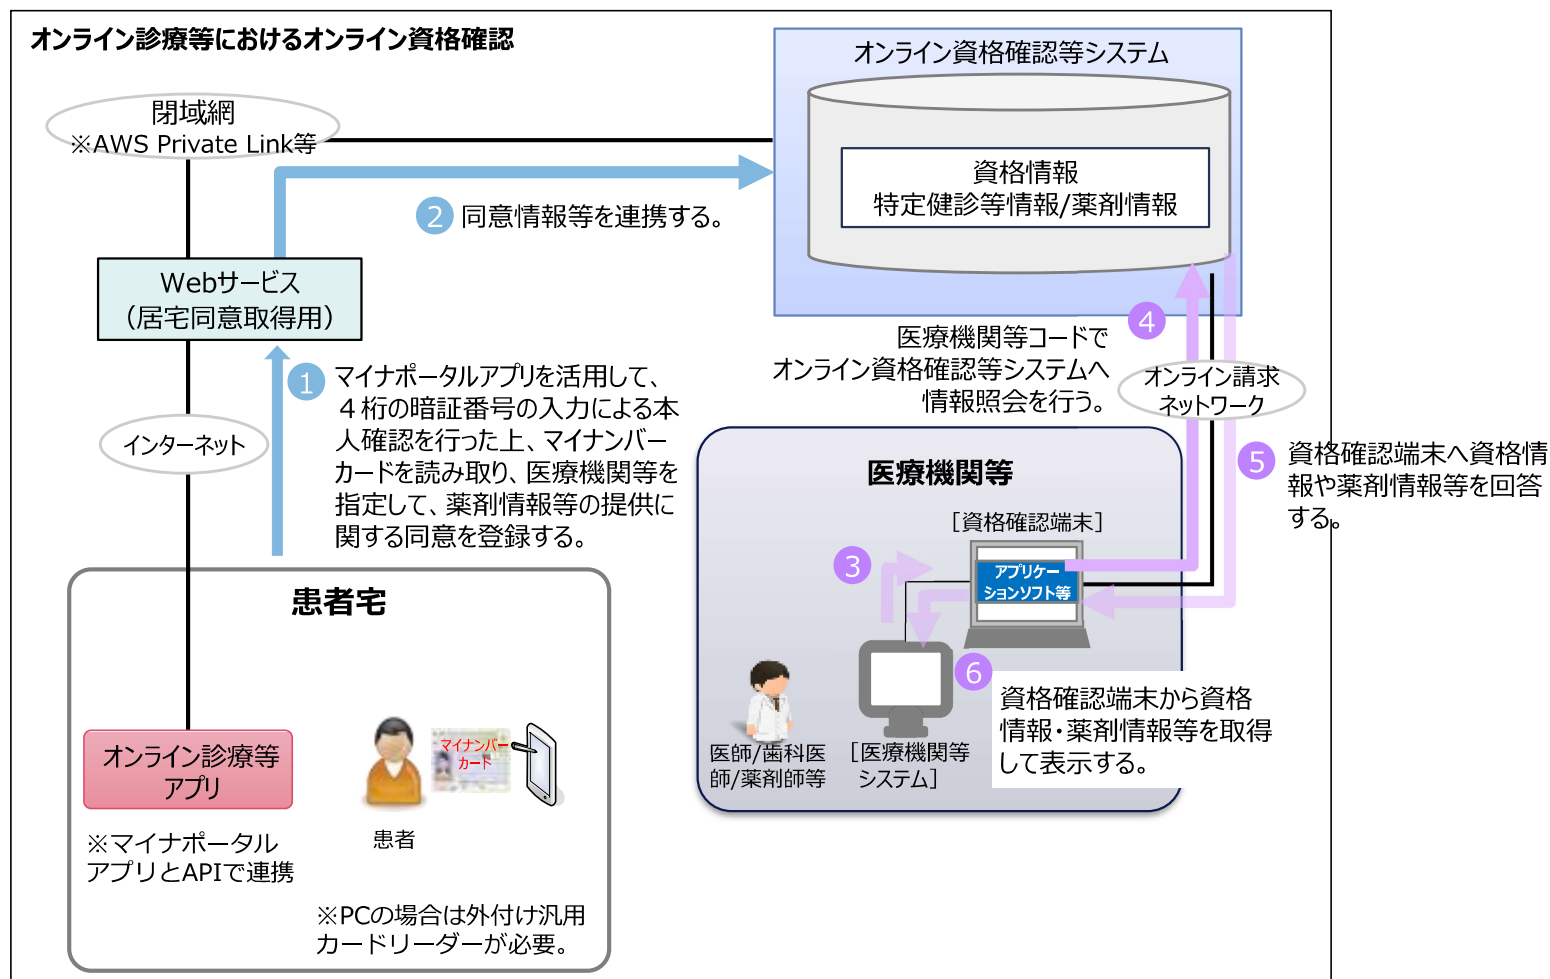 オンライン診療等におけるオンライン資格確認
オンライン資格確認等システム
資格情報
特定健診等情報/薬剤情報
閉域網
※AWS Private Link等
2 同意情報等を連携する。
Webサービス
（居宅同意取得用）
1 マイナポータルアプリを活用して、
４桁の暗証番号の入力による本
人確認を行った上、マイナンバー
カードを読み取り、医療機関等を
指定して、薬剤情報等の提供に
関する同意を登録する。
インターネット
4
医療機関等コードで
オンライン資格確認等システムへ
情報照会を行う。
オンライン請求
ネットワーク
5 資格確認端末へ資格情
報や薬剤情報等を回答
する。
医療機関等
［資格確認端末］
3
アプリケー
ションソフト等
6
資格確認端末から資格
情報・薬剤情報等を取得
して表示する。
医師/歯科医
師/薬剤師等
［医療機関等
システム］
患者宅
オンライン診療等
アプリ
※マイナポータル
アプリとAPIで連携
マイナンバー
カード
患者
※PCの場合は外付け汎用
カードリーダーが必要。